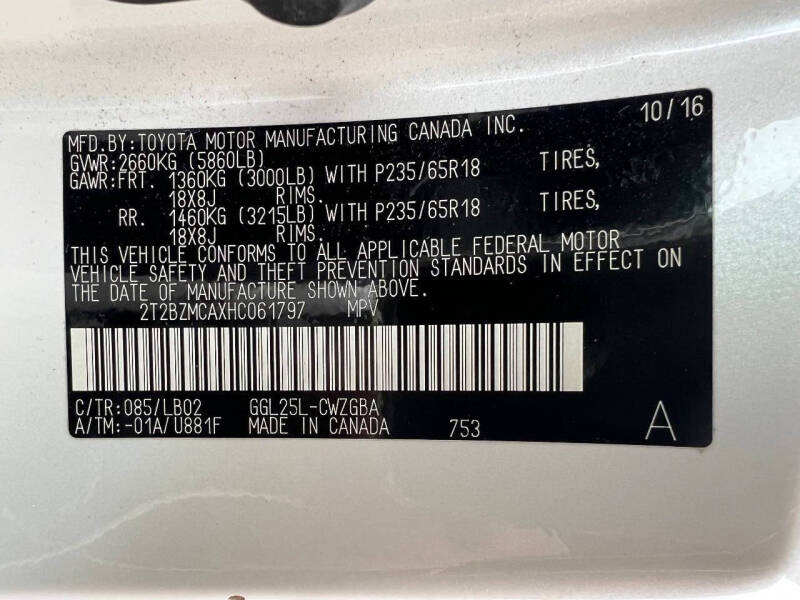 10/16
MFD.BY:TOYOTA MOTOR MANUFACTURING CANADA INC.
GVWR:2660KG (5860LB)
GAWR:FRT. 1360KG (3000LB) WITH P235/65R18 TIRES,
18X8J RIMS.
RR. 1460KG (3215LB) WITH P235/65R18 TIRES,
18X8J RIMS.
THIS VEHICLE CONFORMS TO ALL APPLICABLE FEDERAL MOTOR
VEHICLE SAFETY AND THEFT PREVENTION STANDARDS IN EFFECT ON
THE DATE OF MANUFACTURE SHOWN ABOVE.
2T2BZMCAXHC061797 MPV
C/TR:085/LB02 GGL25L-CWZGBA
A/TM:-01A/U881F MADE IN CANADA 753 A